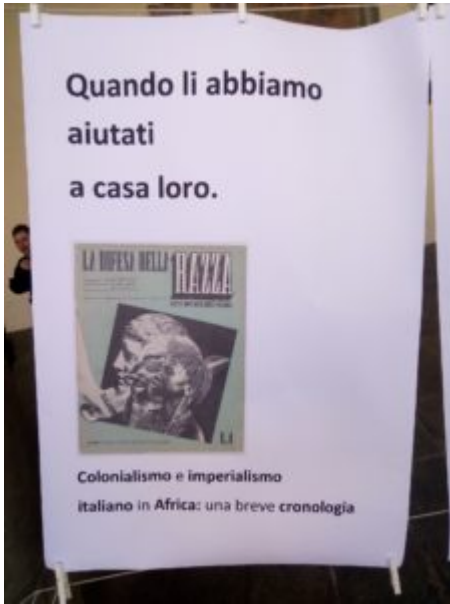 Quando li abbiamo
aiutati
a casa loro.
LA DIFESA DELLA
RAZZA
Colonialismo e imperialismo
italiano in Africa: una breve cronologia